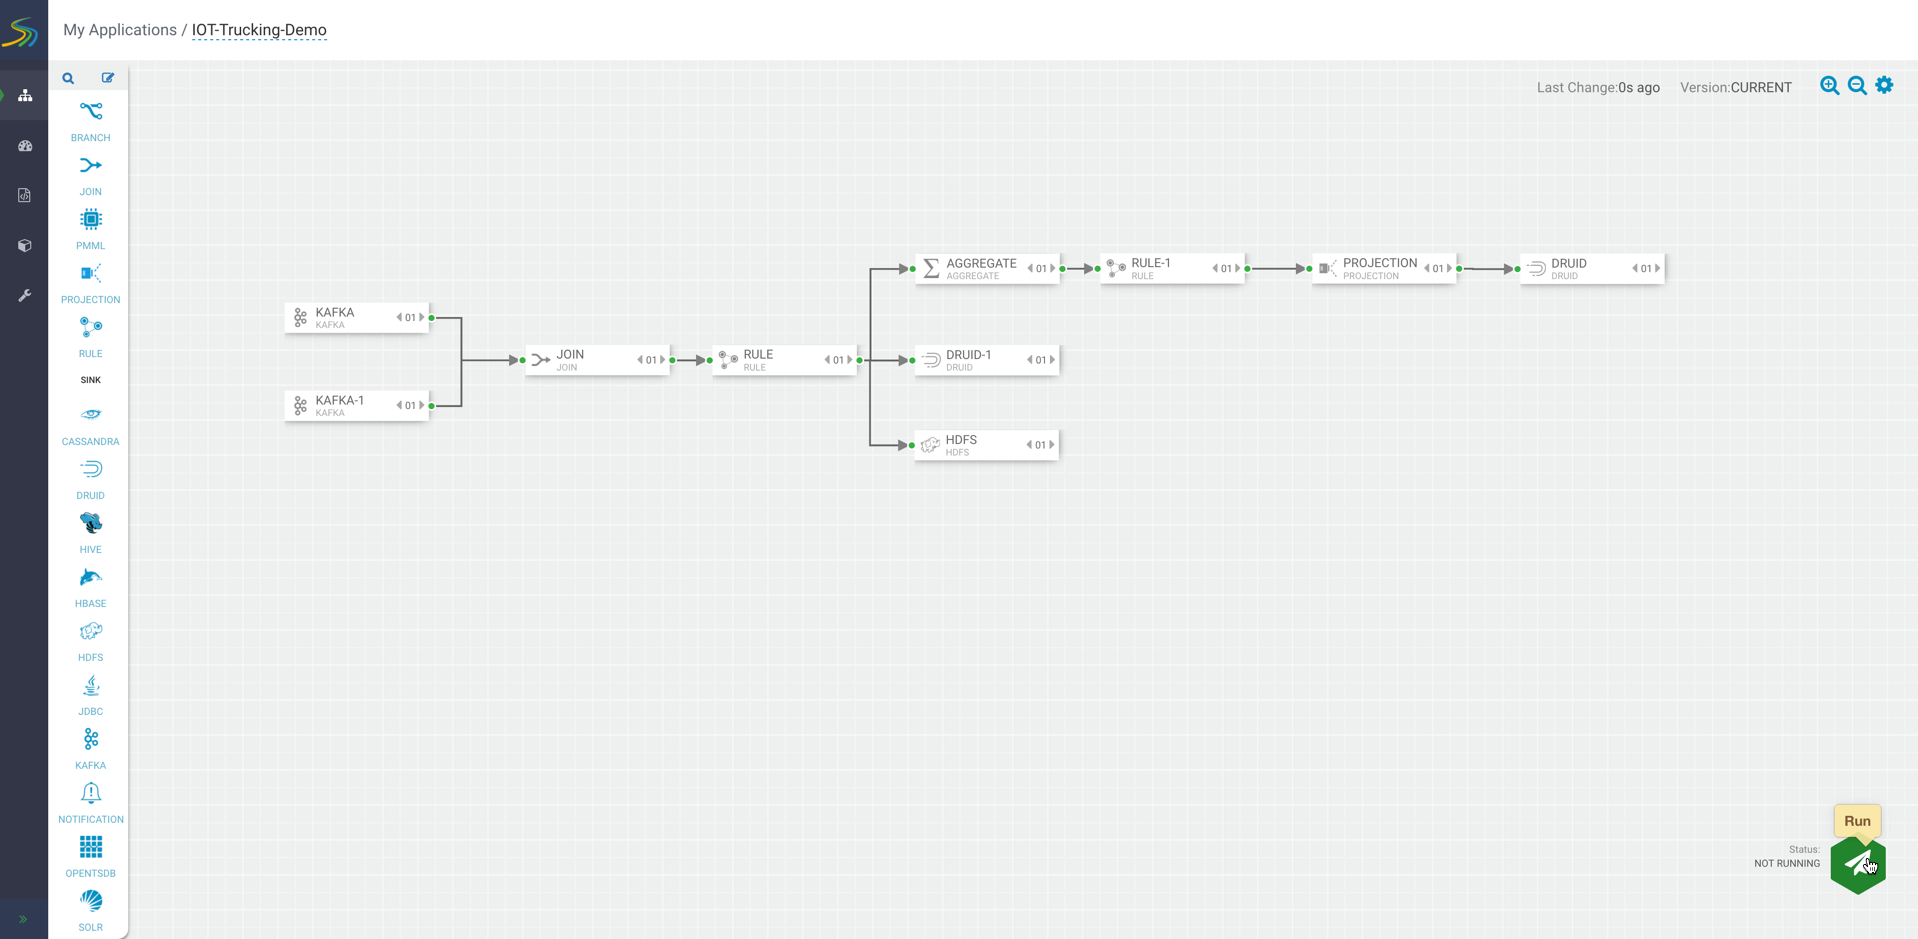 My Applications / IOT-Trucking-Demo
Last Change:0s ago Version:CURRENT
BRANCH
JOIN
PMML
PROJECTION
RULE
SINK
CASSANDRA
DRUID
HIVE
HBASE
HDFS
JDBC
KAFKA
NOTIFICATION
OPENTSDB
SOLR
KAFKA
KAFKA
01
KAFKA-1
KAFKA
01
JOIN
JOIN
01
RULE
RULE
01
AGGREGATE
AGGREGATE
01
RULE-1
RULE
01
PROJECTION
PROJECTION
01
DRUID
DRUID
01
DRUID-1
DRUID
01
HDFS
HDFS
01
Run
Status:
NOT RUNNING